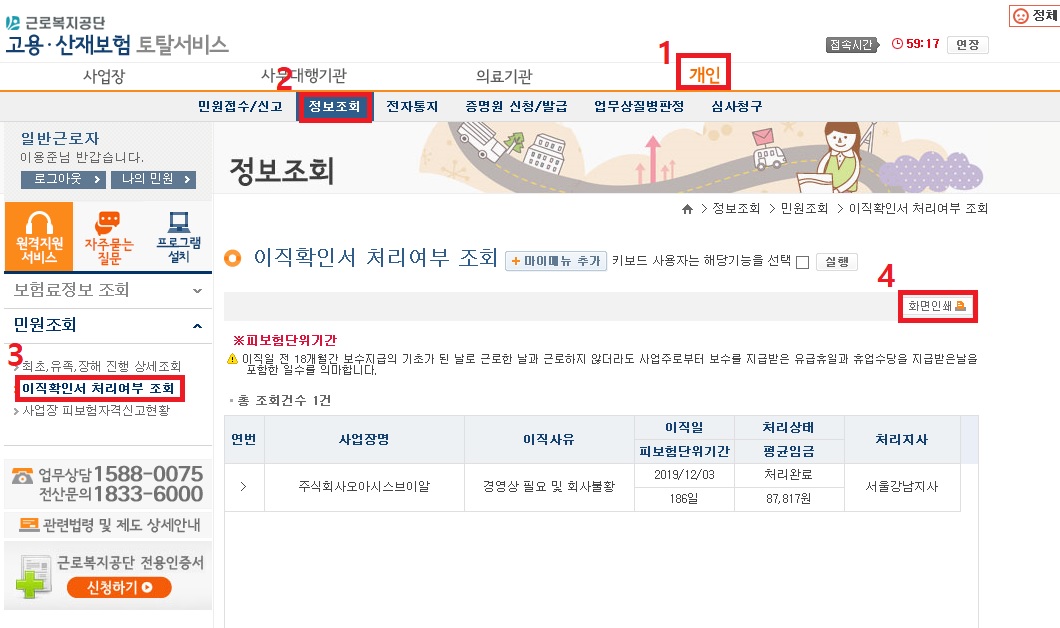 근로복지공단
고용·산재보험 토탈서비스
정체
접속시간 59:17 연장
1
사업장 사무대행기관 의료기관 개인
2
민원접수/신고 정보조회 전자통지 증명원 신청/발급 업무상질병판정 심사청구
일반근로자
이용준님 반갑습니다.
로그아웃 > 나의 민원 >
정보조회
원격지원
서비스
자주묻는
질문
프로그램
설치
> 정보조회 > 민원조회 > 이직확인서 처리여부 조회
이직확인서 처리여부 조회 + 마이메뉴 추가 키보드 사용자는 해당기능을 선택 실행
보험료정보 조회
민원조회
3
> 최초,유족,장해 진행 상세조회
이직확인서 처리여부 조회
> 사업장 피보험자격신고현황
4
화면인쇄
※피보험단위기간
이직일 전 18개월간 보수지급의 기초가 된 날로 근로한 날과 근로하지 않더라도 사업주로부터 보수를 지급받은 유급휴일과 휴업수당을 지급받은날을
포함한 일수를 의미합니다.
총 조회건수 1건
연번 사업장명 이직사유 이직일 처리상태 처리지사
피보험단위기간 평균임금
> 주식회사오아시스브이알 경영상 필요 및 회사불황 2019/12/03 처리완료 서울강남지사
186일 87,817원
업무상담 1588-0075
전산문의 1833-6000
관련법령 및 제도 상세안내
근로복지공단 전용인증서
신청하기